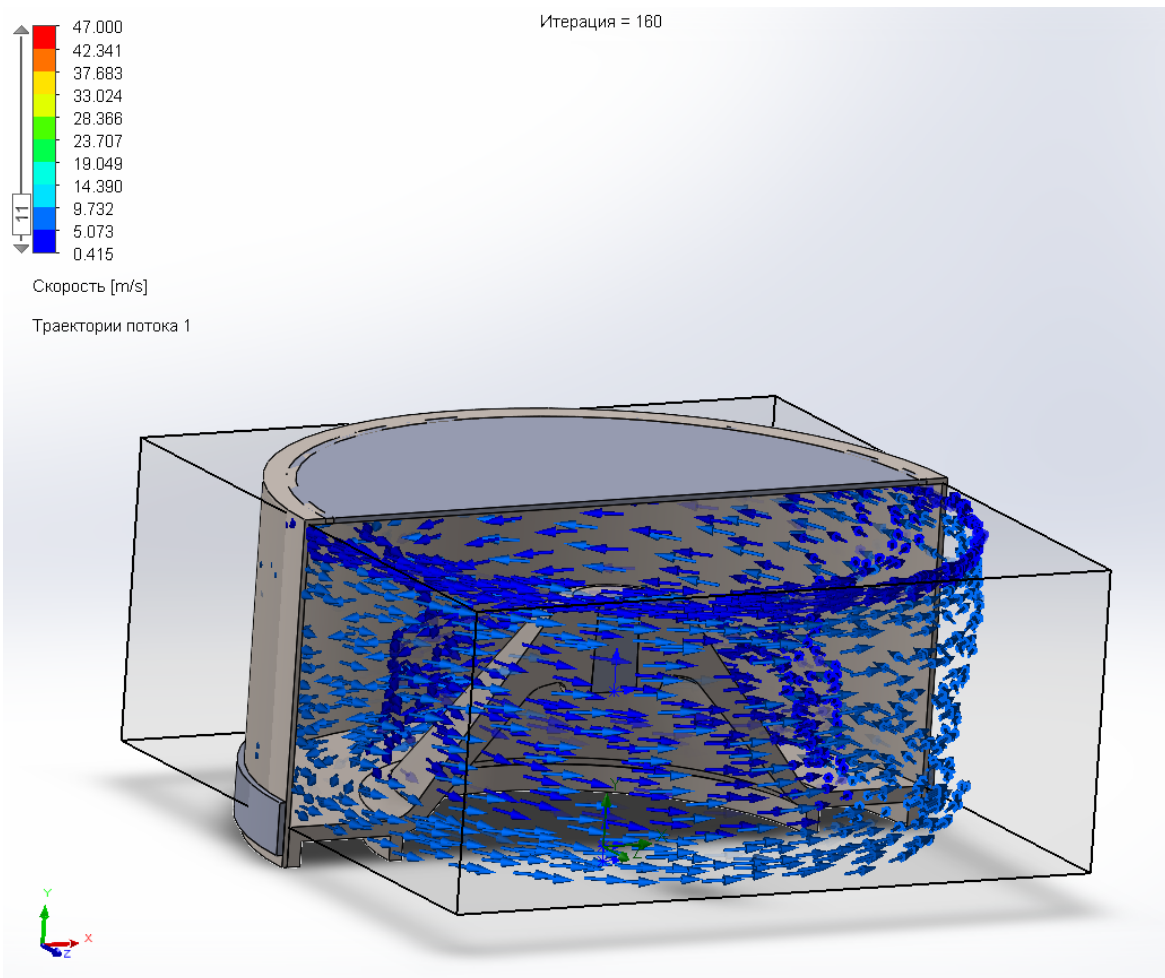 Итерация = 160
47.000
42.341
37.683
33.024
28.366
23.707
19.049
14.390
9.732
5.073
0.415
11
Скорость [m/s]
Траектории потока 1
Y
Z
Y
X
Z